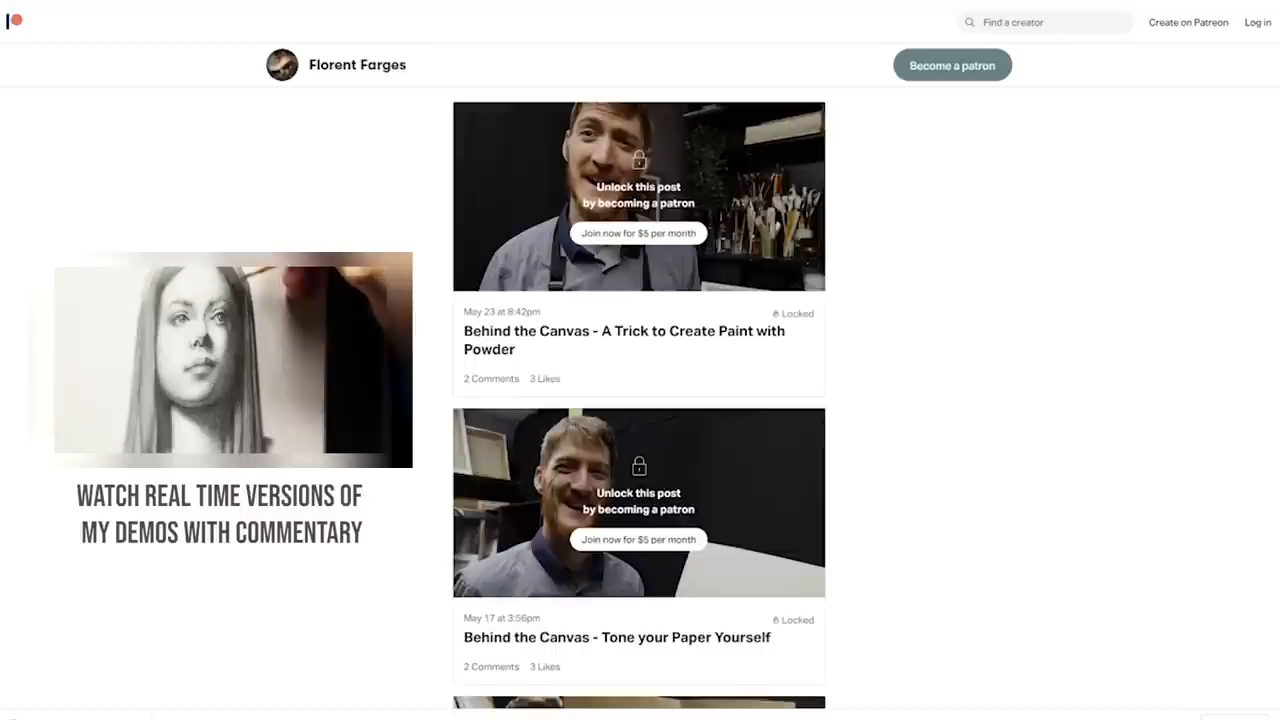 Find a creator
Create on Patreon
Log in
Florent Farges
Become a patron
Unlock this post
by becoming a patron
Join now for $5 per month
May 23 at 8:42pm
Locked
Behind the Canvas - A Trick to Create Paint with
Powder
2 Comments
3 Likes
WATCH REAL TIME VERSIONS OF
MY DEMOS WITH COMMENTARY
Unlock this post
by becoming a patron
Join now for $5 per month
May 17 at 3:56pm
Locked
Behind the Canvas - Tone your Paper Yourself
2 Comments
3 Likes